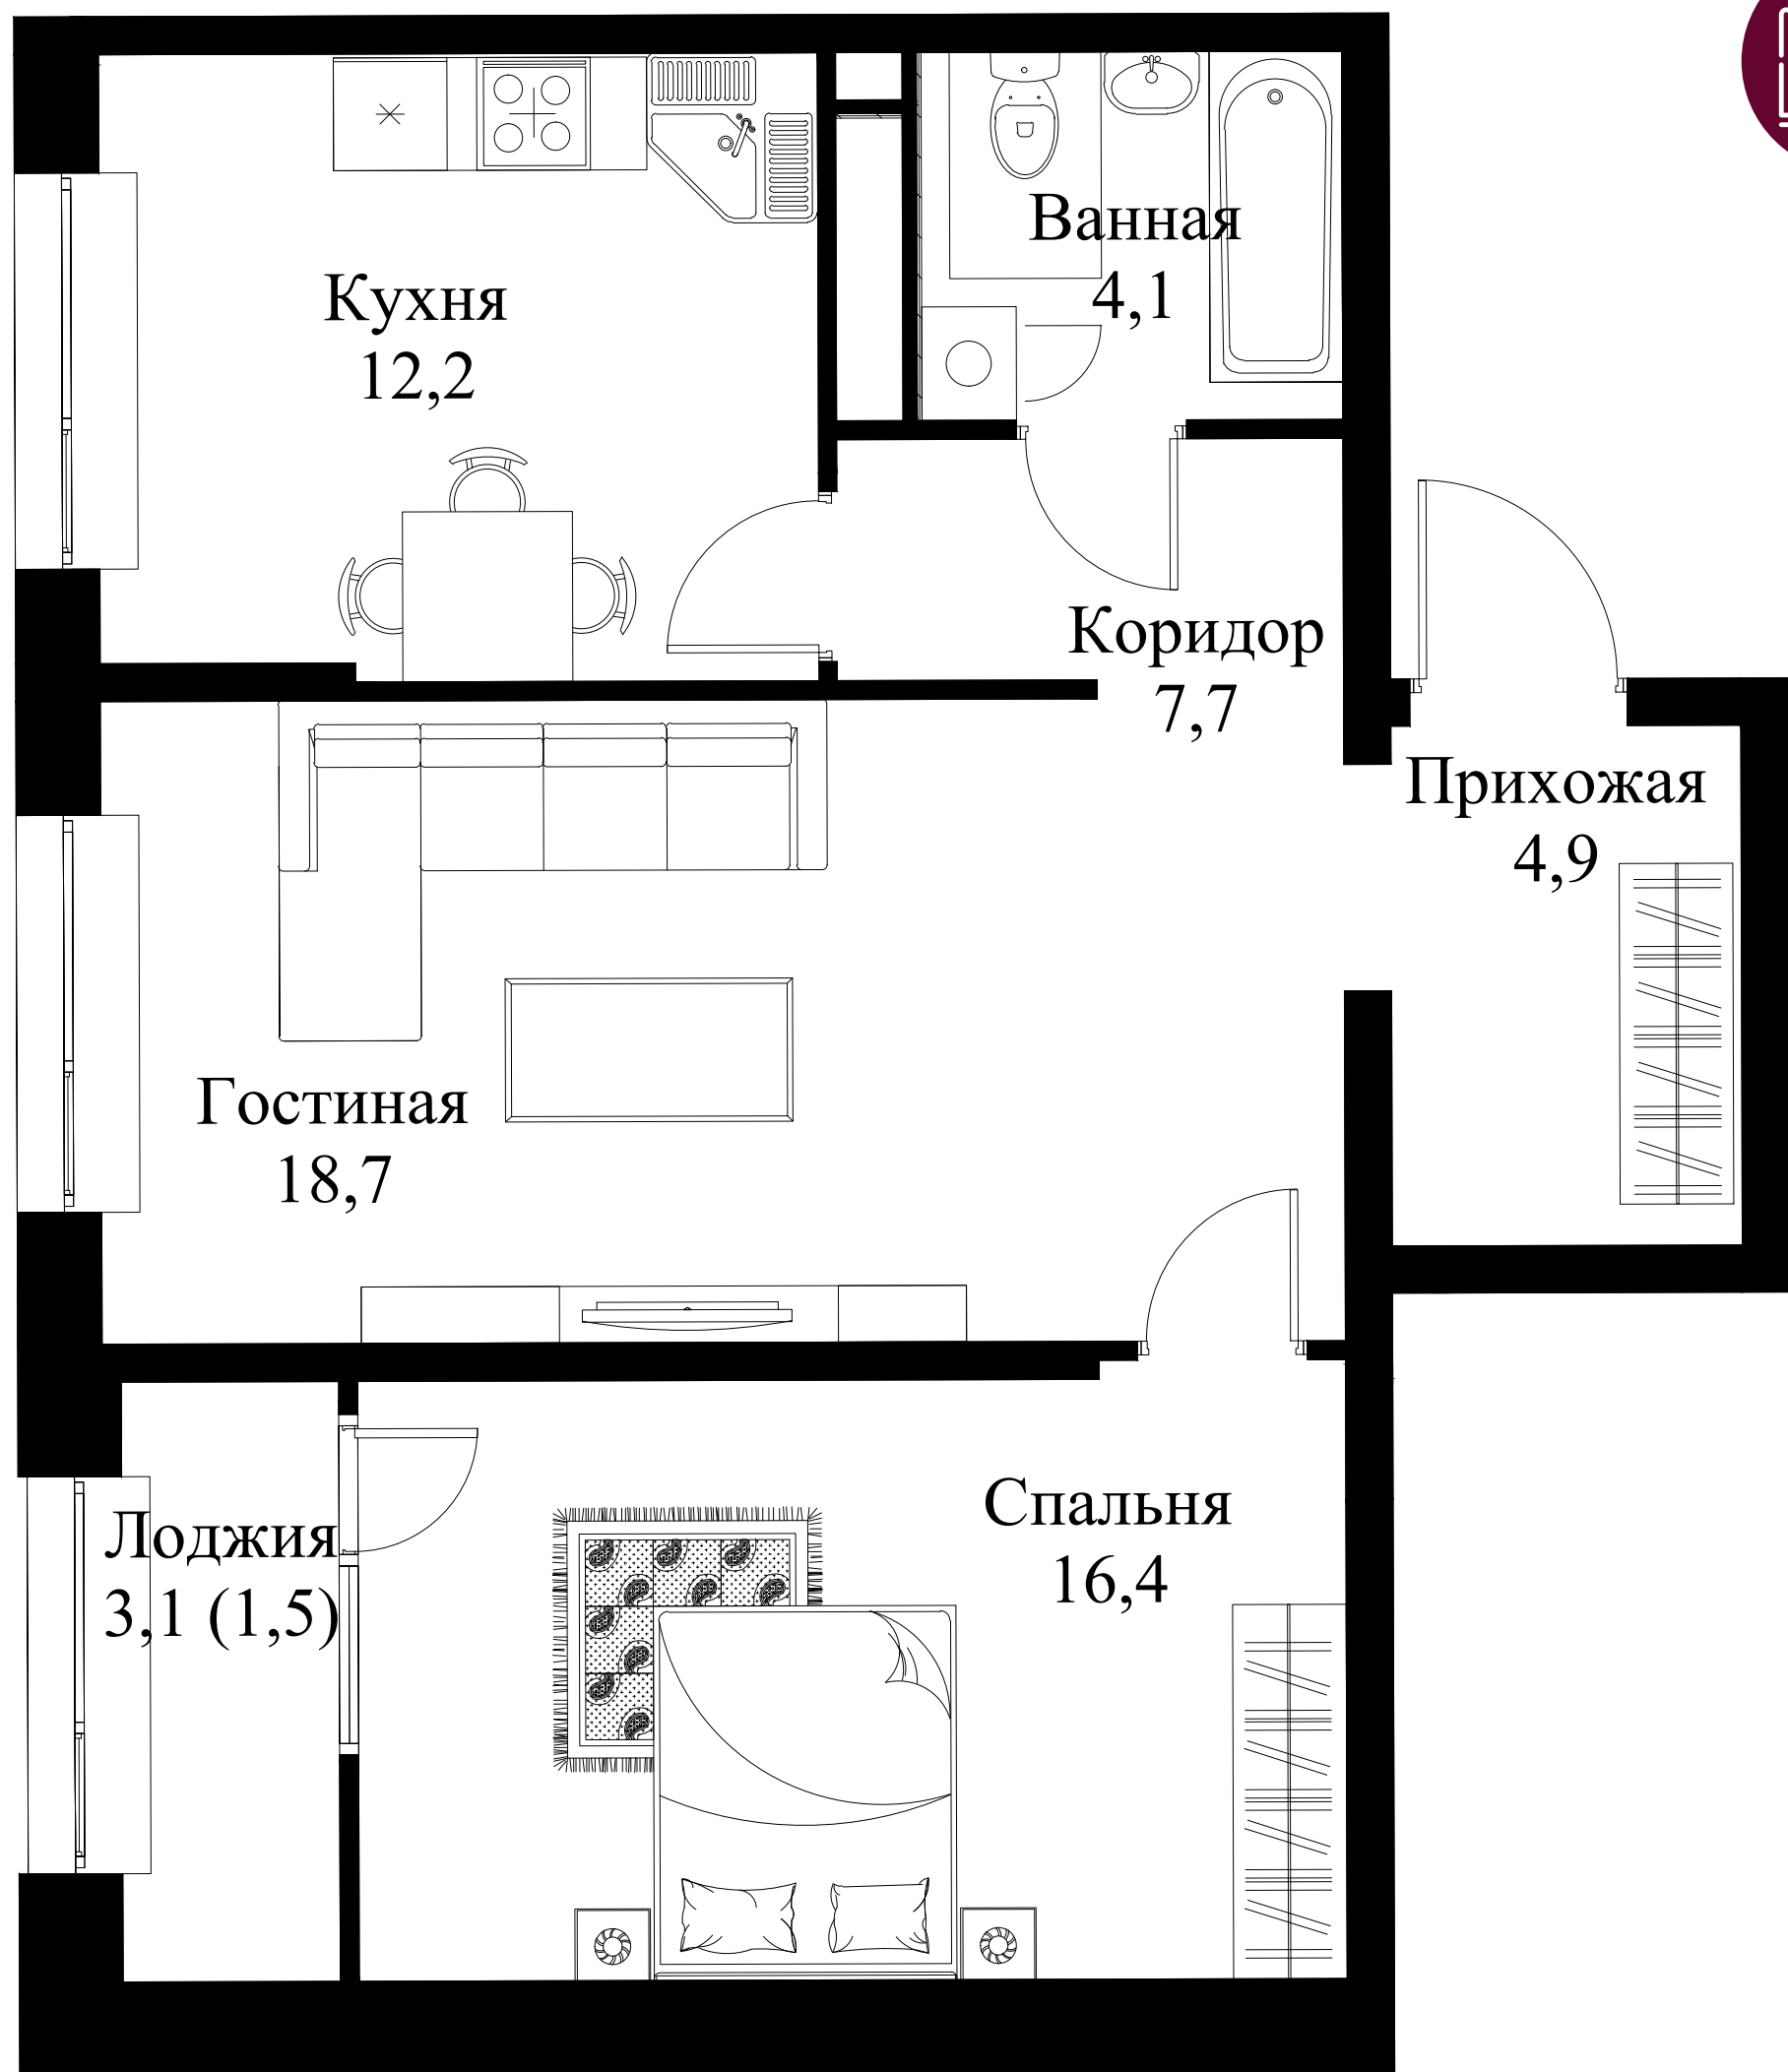 Ванная
4,1
Кухня
12,2
Коридор
7,7
Прихожая
4,9
Гостиная
18,7
Спальня
16,4
Лоджия
3,1 (1,5)